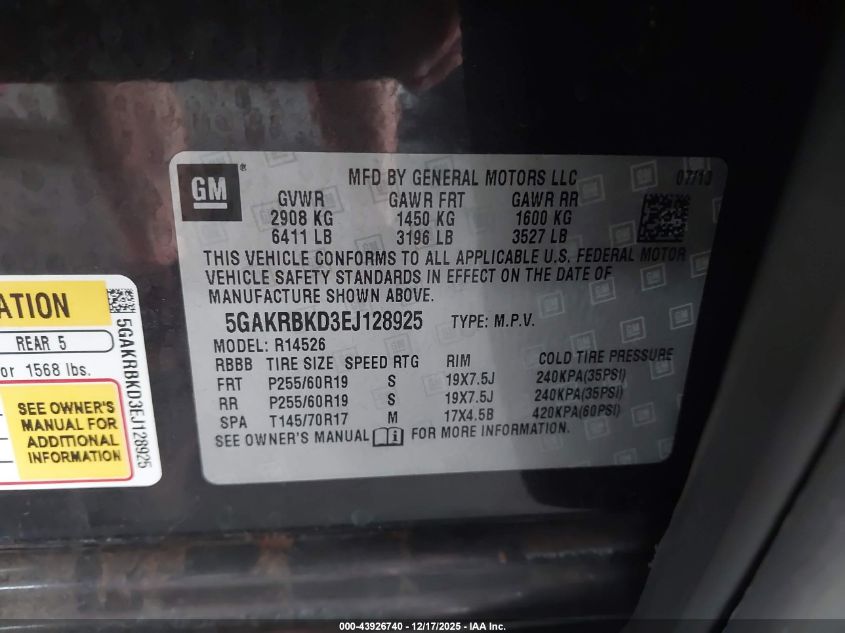 GM ®
MFD BY GENERAL MOTORS LLC 07/13
GVWR GAWR FRT GAWR RR
2908 KG 1450 KG 1600 KG
6411 LB 3196 LB 3527 LB
THIS VEHICLE CONFORMS TO ALL APPLICABLE U.S. FEDERAL MOTOR
VEHICLE SAFETY STANDARDS IN EFFECT ON THE DATE OF
MANUFACTURE SHOWN ABOVE.
5GAKRBKD3EJ128925 TYPE: M.P.V.
MODEL: R14526
RBBB TIRE SIZE SPEED RTG RIM COLD TIRE PRESSURE
FRT P255/60R19 S 19X7.5J 240KPA(35PSI)
RR P255/60R19 S 19X7.5J 240KPA(35PSI)
SPA T145/70R17 M 17X4.5B 420KPA(60PSI)
SEE OWNER'S MANUAL FOR MORE INFORMATION.
ATION
REAR 5
or 1568 lbs.
SEE OWNER'S
MANUAL FOR
ADDITIONAL
INFORMATION
5GAKRBKD3EJ128925
000-43926740 - 12/17/2025 - IAA Inc.